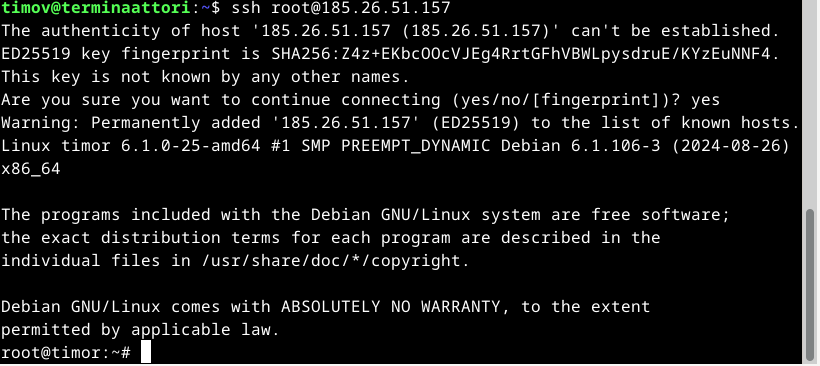 timov@terminaattori:~$ ssh root@185.26.51.157
The authenticity of host '185.26.51.157 (185.26.51.157)' can't be established.
ED25519 key fingerprint is SHA256:Z4z+EKbcOOcVJEg4RrtGFhVBWLpysdruE/KYzEuNNF4.
This key is not known by any other names.
Are you sure you want to continue connecting (yes/no/[fingerprint])? yes
Warning: Permanently added '185.26.51.157' (ED25519) to the list of known hosts.
Linux timor 6.1.0-25-amd64 #1 SMP PREEMPT_DYNAMIC Debian 6.1.106-3 (2024-08-26)
x86_64
The programs included with the Debian GNU/Linux system are free software;
the exact distribution terms for each program are described in the
individual files in /usr/share/doc/*/copyright.
Debian GNU/Linux comes with ABSOLUTELY NO WARRANTY, to the extent
permitted by applicable law.
root@timor:~#